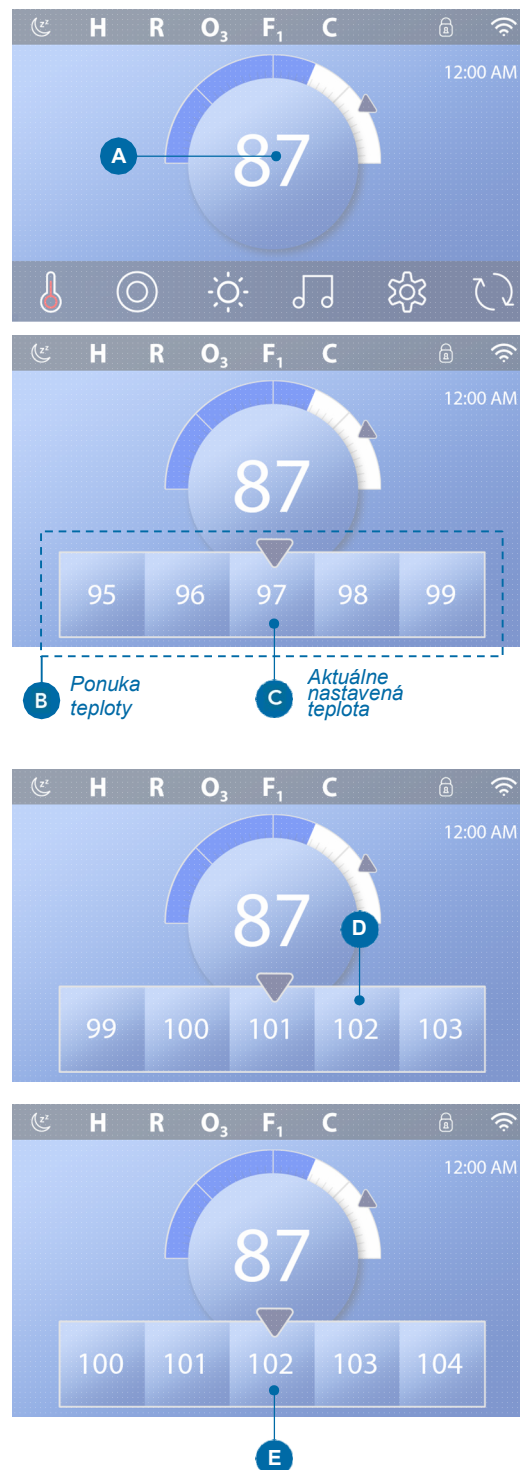 H R O₃ F₁ C
12:00 AM
87
A
H R O₃ F₁ C
12:00 AM
87
95 96 97 98 99
B Ponuka
teploty
C Aktuálne
nastavená
teplota
H R O₃ F₁ C
12:00 AM
87
D
99 100 101 102 103
H R O₃ F₁ C
12:00 AM
87
100 101 102 103 104
E